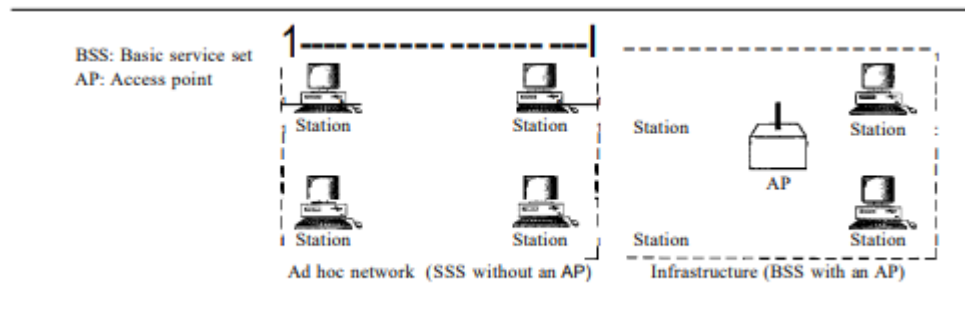 BSS: Basic service set
AP: Access point
Station Station Station Station
AP
Station Station Station Station
Ad hoc network (SSS without an AP) Infrastructure (BSS with an AP)